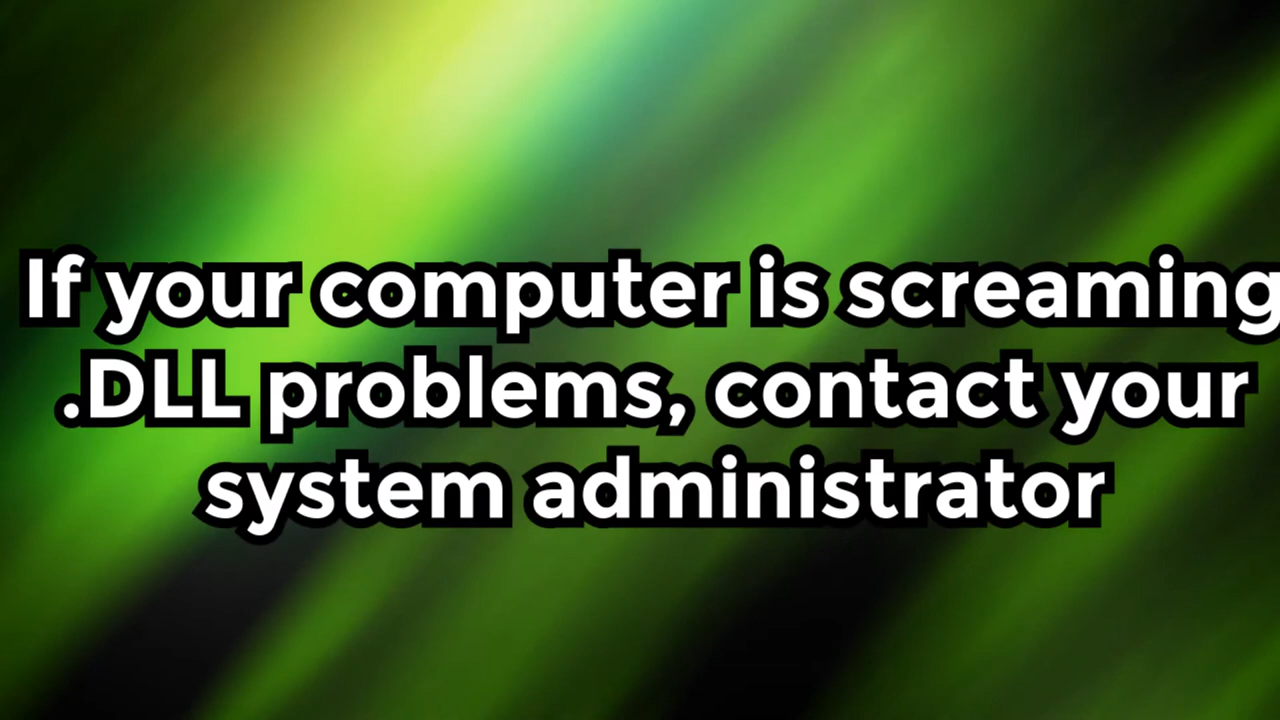 If your computer is screaming
.DLL problems, contact your
system administrator